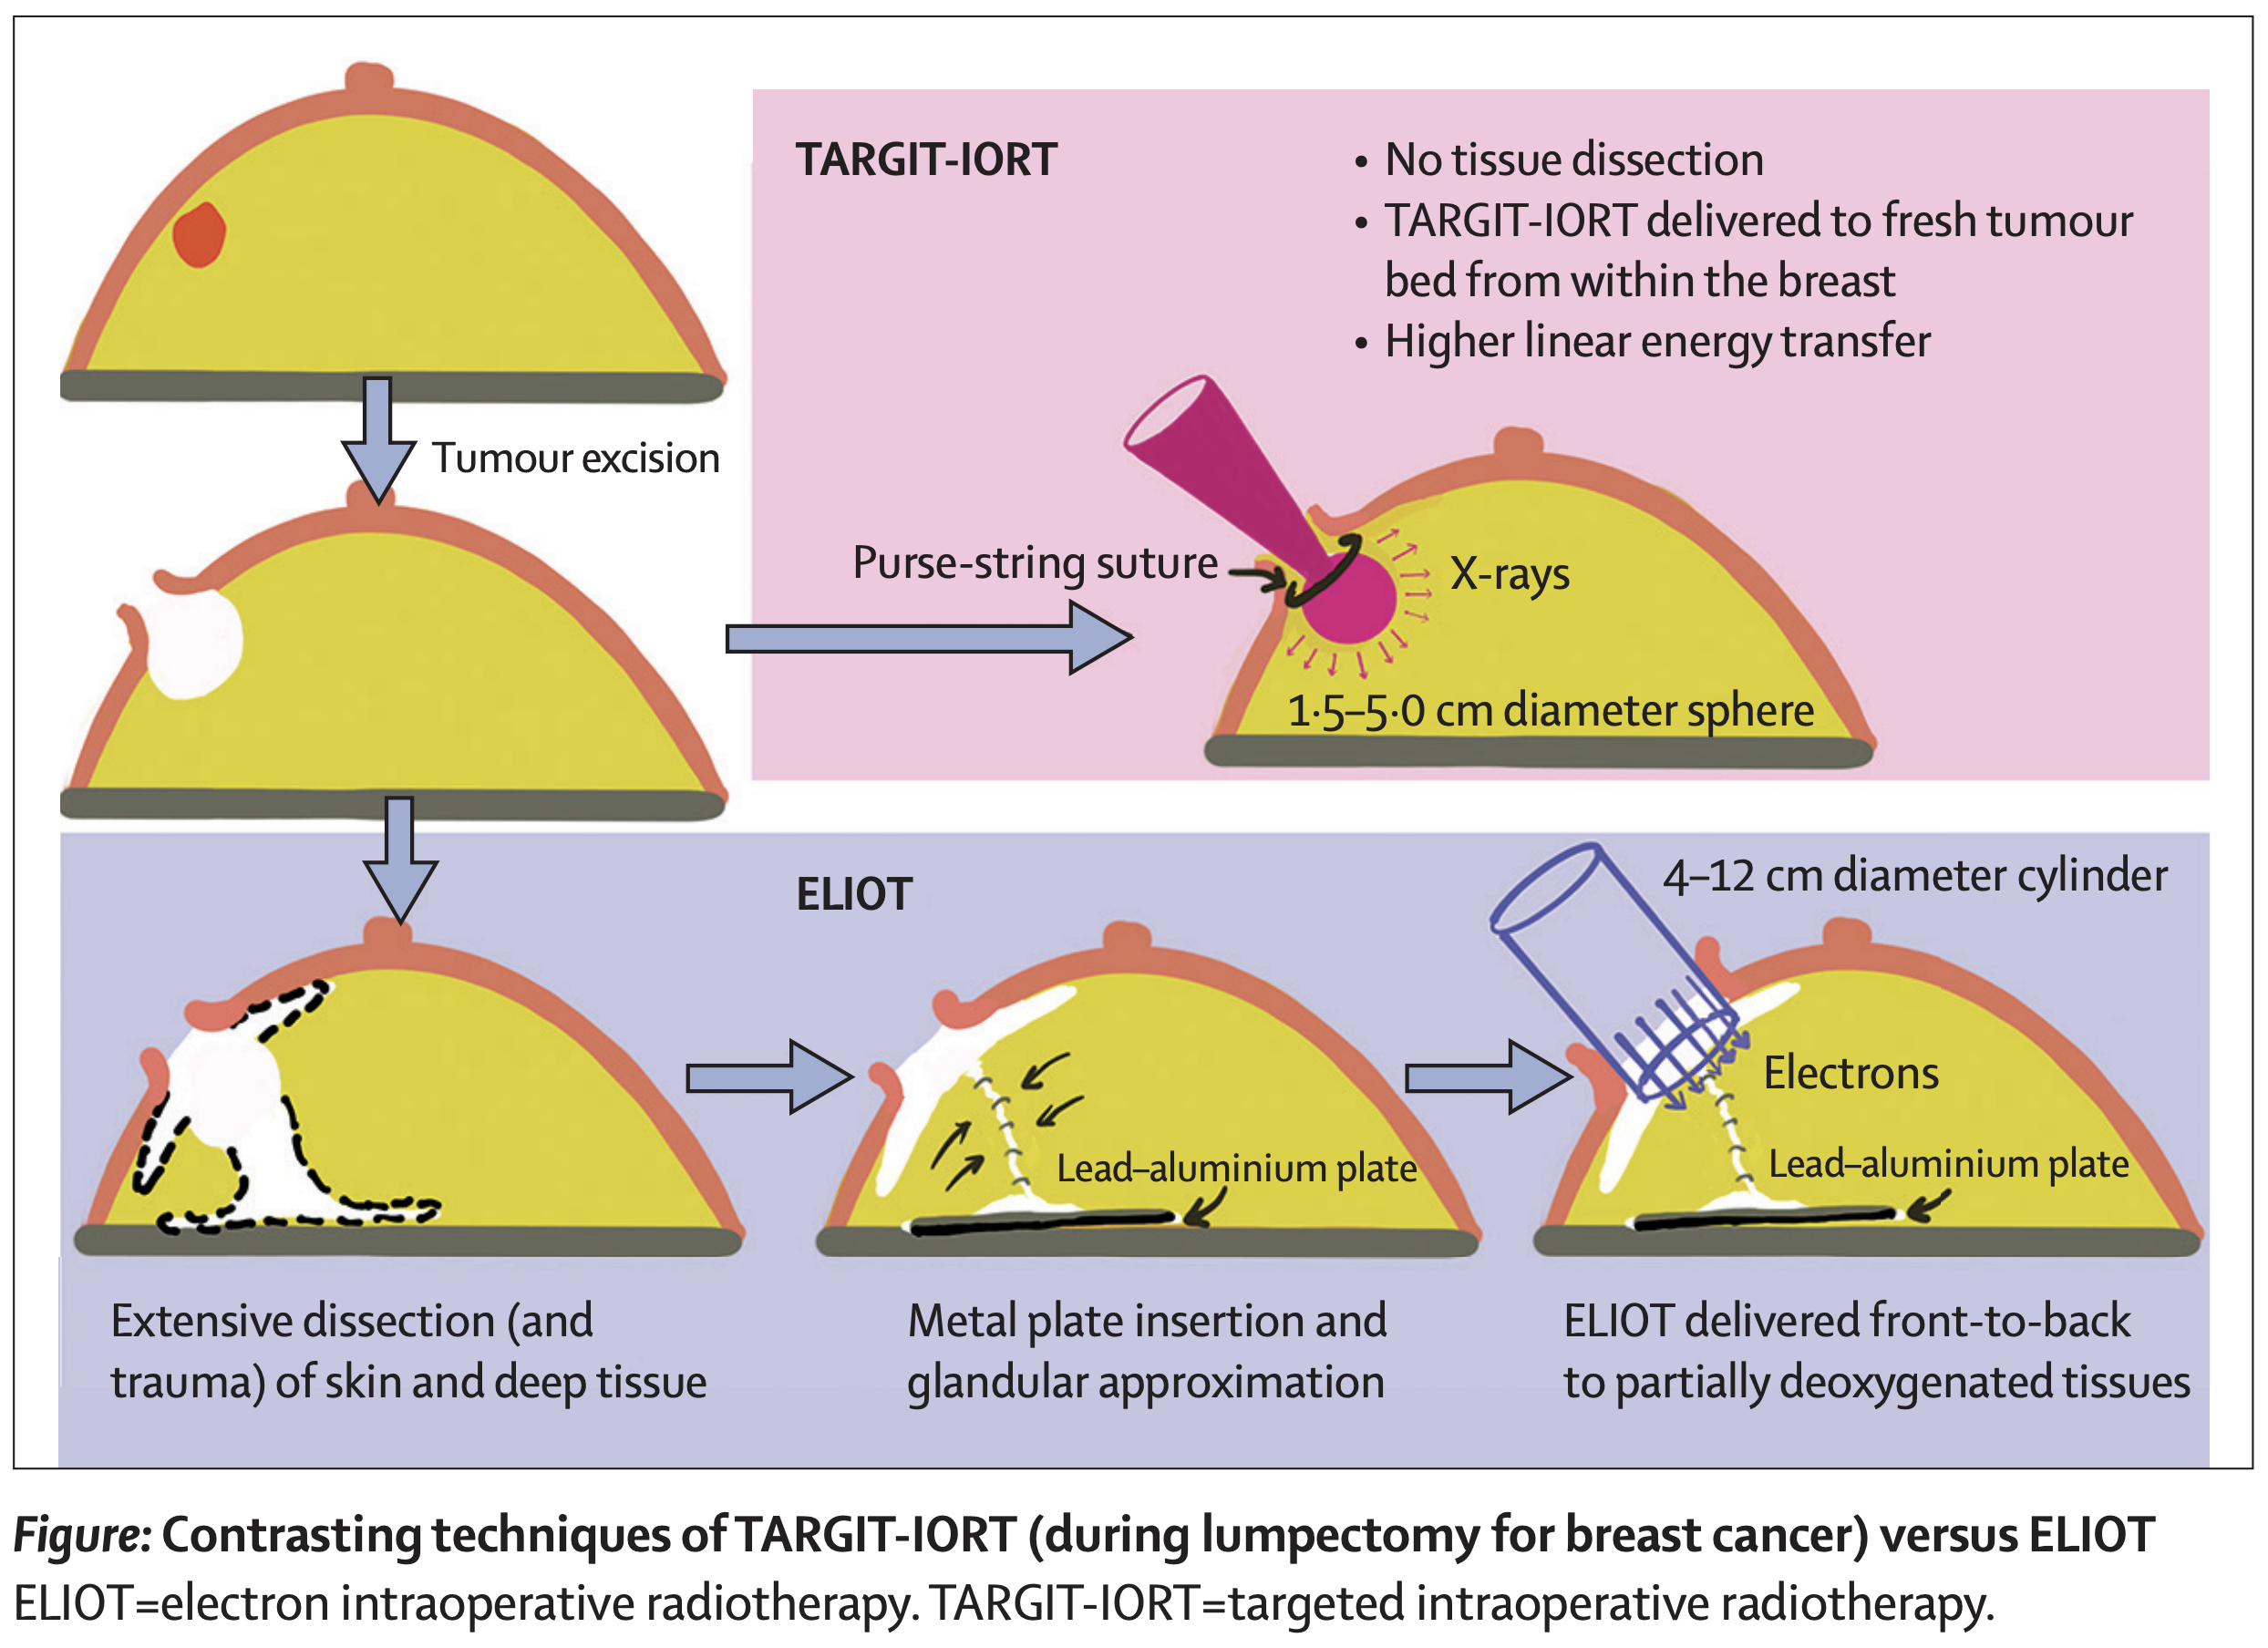 TARGIT-IORT
• No tissue dissection
• TARGIT-IORT delivered to fresh tumour
bed from within the breast
• Higher linear energy transfer
Tumour excision
Purse-string suture
X-rays
1·5–5·0 cm diameter sphere
ELIOT
4–12 cm diameter cylinder
Electrons
Lead–aluminium plate
Lead–aluminium plate
Extensive dissection (and
trauma) of skin and deep tissue
Metal plate insertion and
glandular approximation
ELIOT delivered front-to-back
to partially deoxygenated tissues
Figure: Contrasting techniques of TARGIT-IORT (during lumpectomy for breast cancer) versus ELIOT
ELIOT=electron intraoperative radiotherapy. TARGIT-IORT=targeted intraoperative radiotherapy.